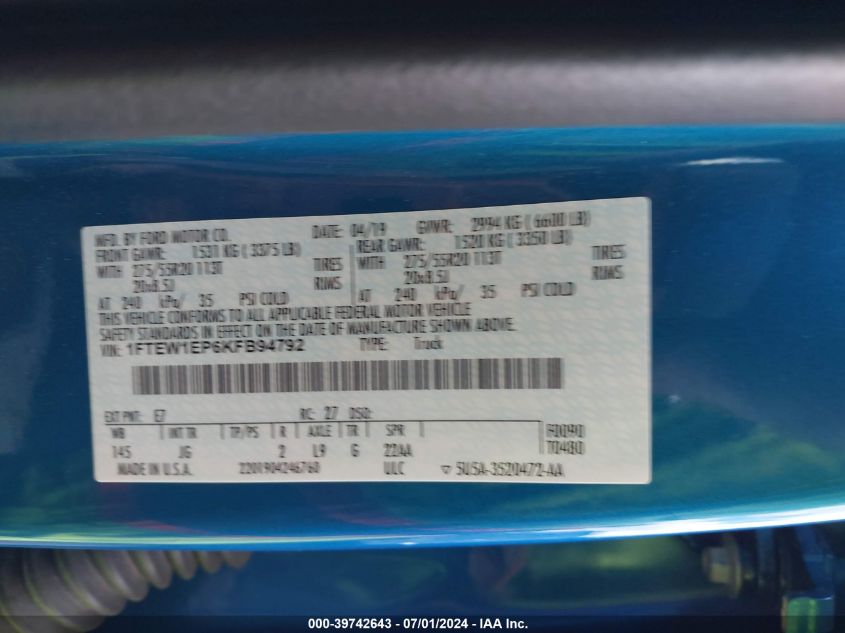 MFD. BY FORD MOTOR CO.
DATE: 04/19
GVWR: 2994 KG ( 6600 LB)
FRONT GAWR: 1531 KG ( 3375 LB)
REAR GAWR: 1520 KG ( 3350 LB)
WITH 275/55R20 113T TIRES
WITH 275/55R20 113T TIRES
20x8.5J RIMS
20x8.5J RIMS
AT 240 kPa/ 35 PSI COLD
AT 240 kPa/ 35 PSI COLD
THIS VEHICLE CONFORMS TO ALL APPLICABLE FEDERAL MOTOR VEHICLE
SAFETY STANDARDS IN EFFECT ON THE DATE OF MANUFACTURE SHOWN ABOVE.
VIN: 1FTEW1EP6KFB94792 TYPE: Truck
EXT PNT: E7 RC: 27 DSO:
WB INT TR TP/PS R AXLE TR SPR
145 JG 2 L9 G 22AA
T0480
MADE IN U.S.A. 2201904246760 ULC ▽ 5U5A-3520472-AA
000-39742643 - 07/01/2024 - IAA Inc.